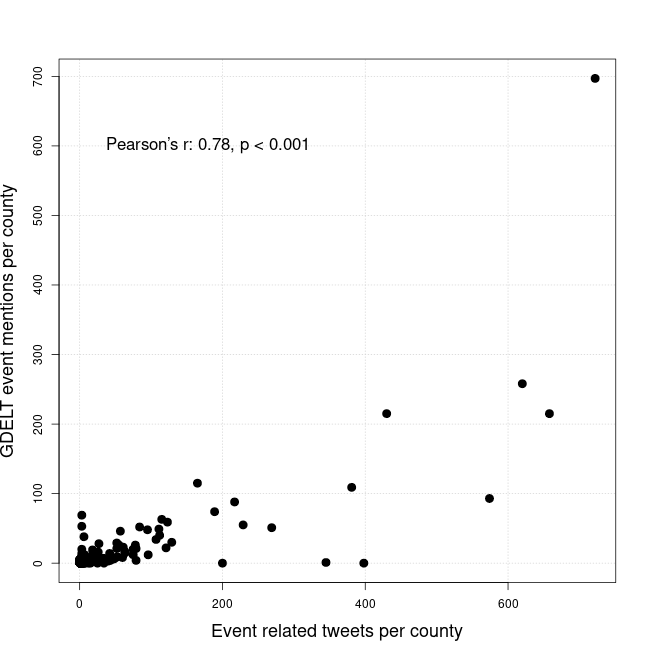 Pearson's r: 0.78, p < 0.001
GDELT event mentions per county
700
600
500
400
300
200
100
0
0 200 400 600
Event related tweets per county